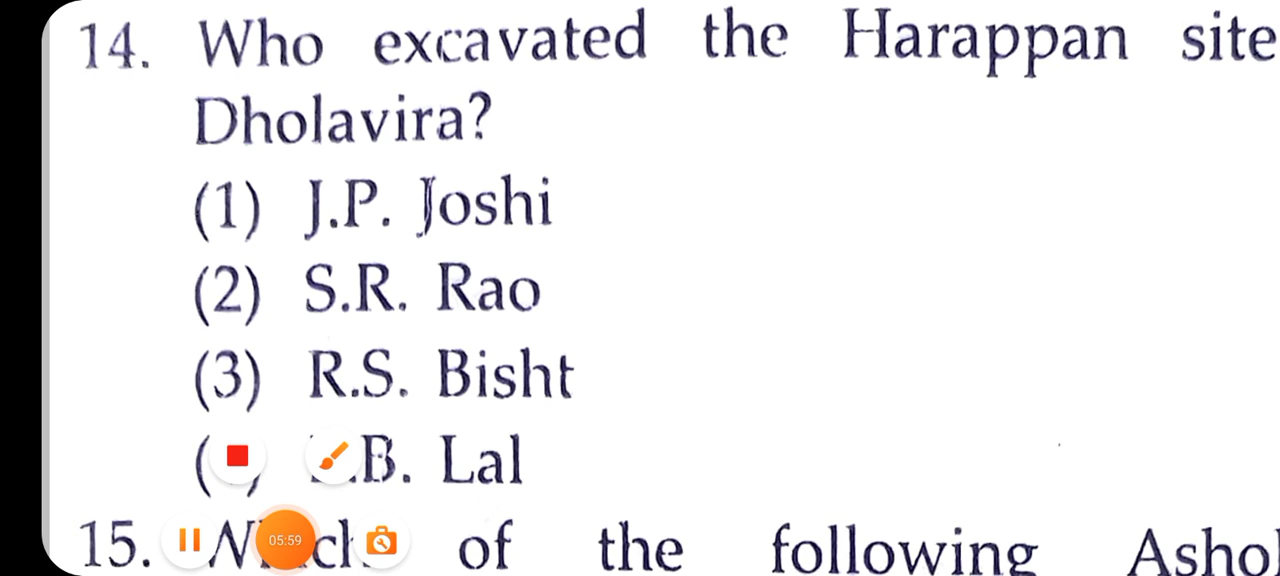 14. Who excavated the Harappan site
Dholavira?
(1) J.P. Joshi
(2) S.R. Rao
(3) R.S. Bisht
B. Lal
05:59
15. of the following